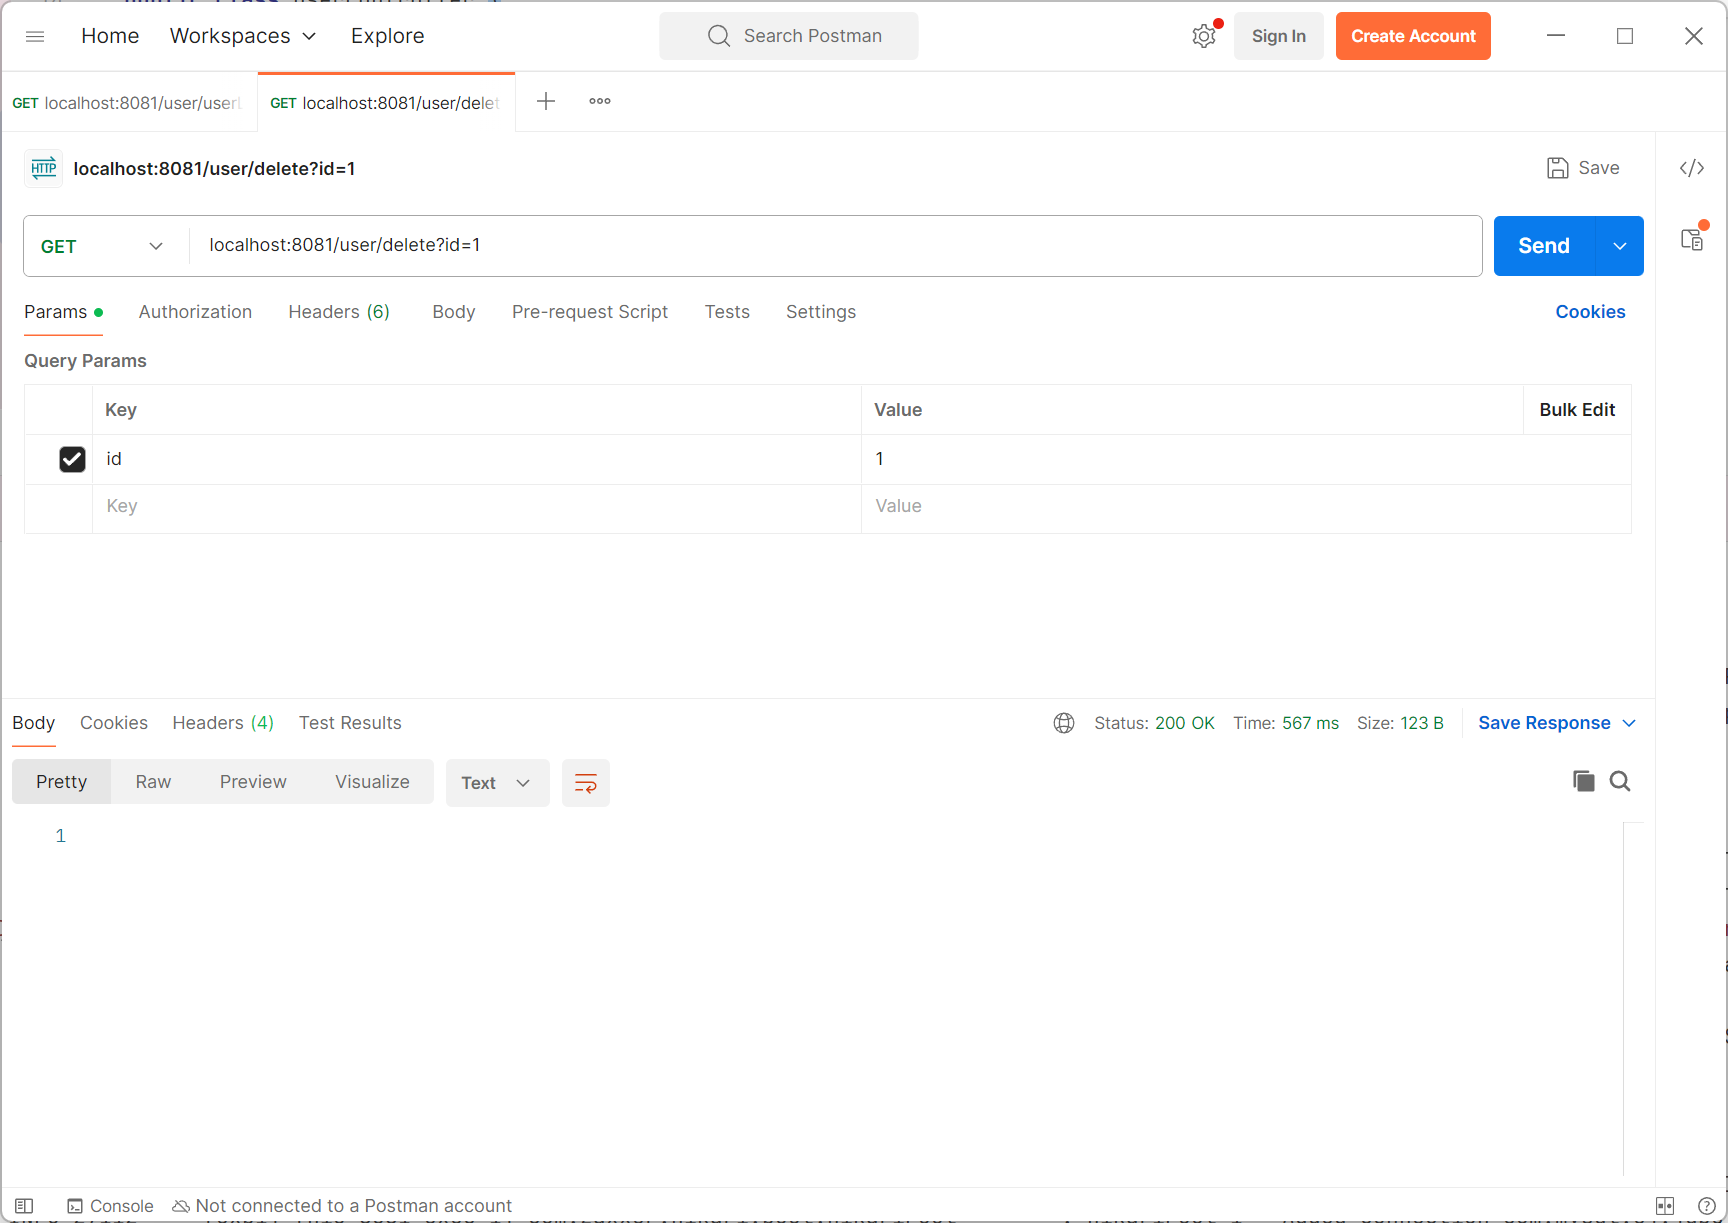 Home Workspaces Explore Search Postman Sign In Create Account
GET localhost:8081/user/user GET localhost:8081/user/delet
HTTP localhost:8081/user/delete?id=1 Save </>
GET localhost:8081/user/delete?id=1 Send
Params Authorization Headers (6) Body Pre-request Script Tests Settings Cookies
Query Params
Key Value Bulk Edit
id 1
Key Value
Body Cookies Headers (4) Test Results Status: 200 OK Time: 567 ms Size: 123 B Save Response
Pretty Raw Preview Visualize Text
1
Console Not connected to a Postman account